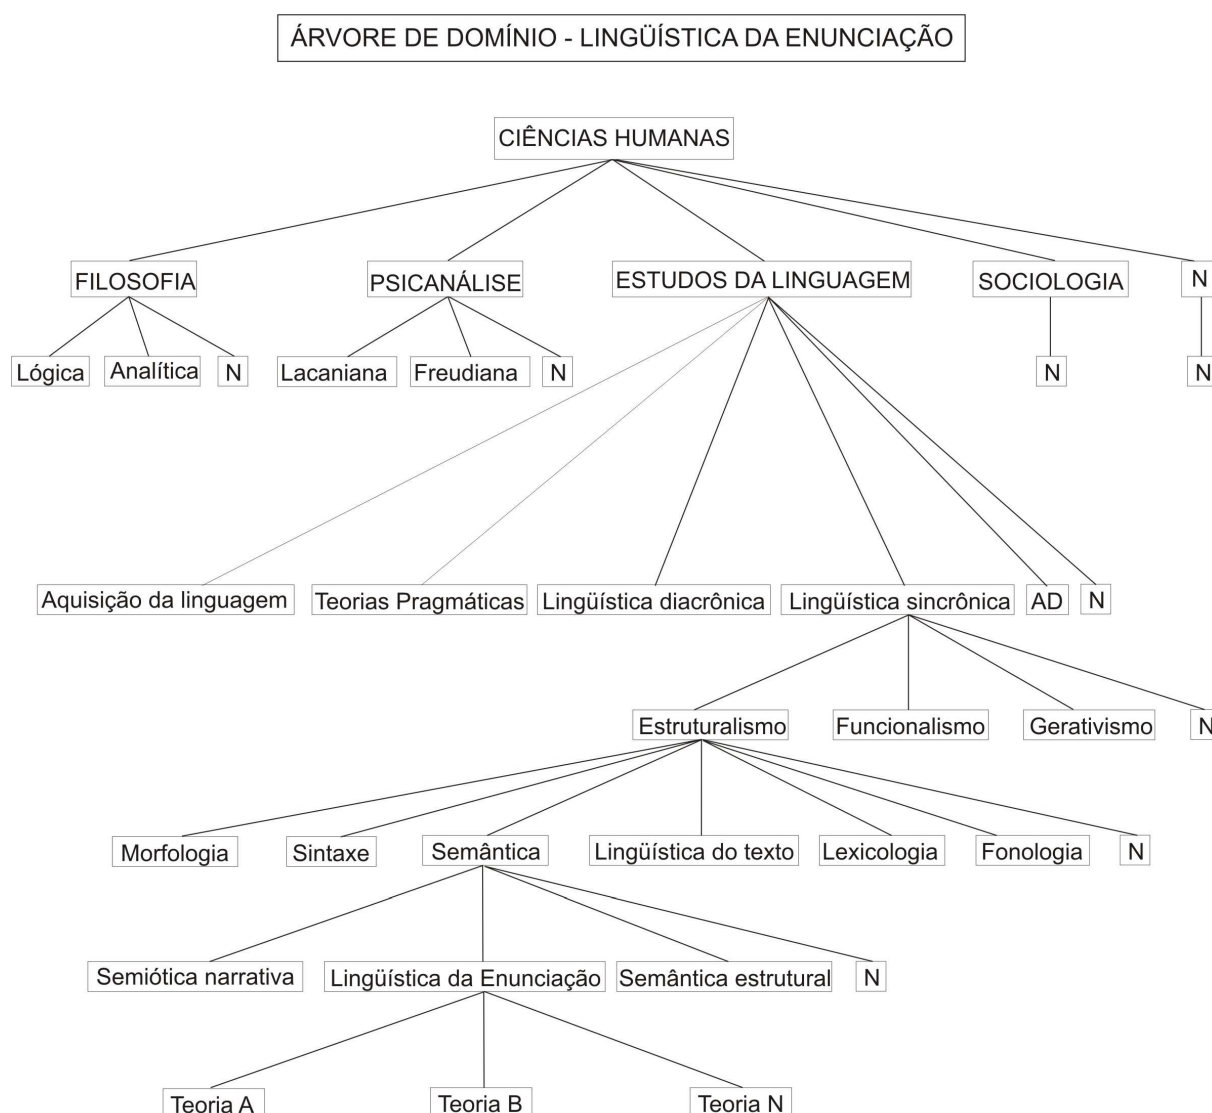 ÁRVORE DE DOMÍNIO - LINGÜÍSTICA DA ENUNCIAÇÃO
CIÊNCIAS HUMANAS
FILOSOFIA PSICANÁLISE ESTUDOS DA LINGUAGEM SOCIOLOGIA N
Lógica Analítica N Lacaniana Freudiana N N N
Aquisição da linguagem Teorias Pragmáticas Lingüística diacrônica Lingüística sincrônica AD N
Estruturalismo Funcionalismo Gerativismo N
Morfologia Sintaxe Semântica Lingüística do texto Lexicologia Fonologia N
Semiótica narrativa Lingüística da Enunciação Semântica estrutural N
Teoria A Teoria B Teoria N